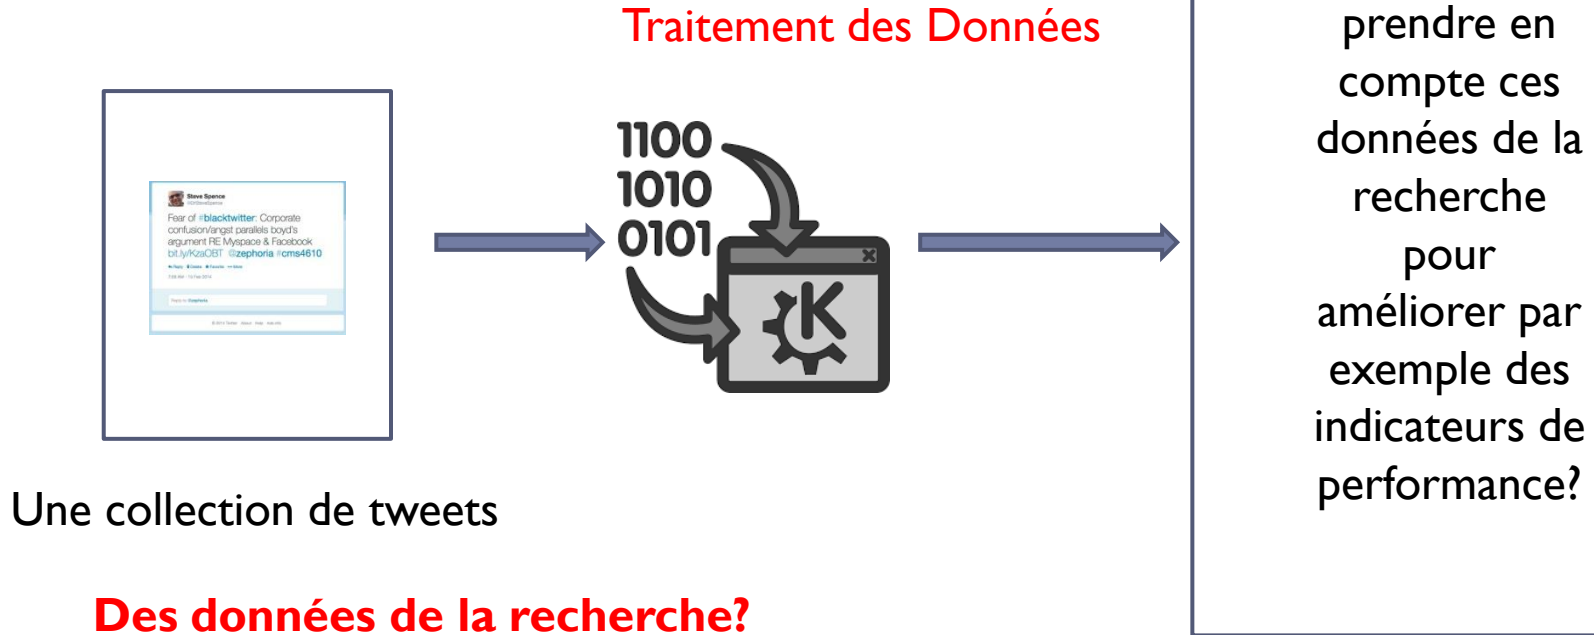 Traitement des Données
Steve Spence
Fear of #blacktwitter: Corporate
confusion/angst parallels boyd's
argument RE Myspace & Facebook
bit.ly/KzaOBT @zephoria #cms4610
1100
1010
0101
K
Une collection de tweets
Des données de la recherche?
prendre en
compte ces
données de la
recherche
pour
améliorer par
exemple des
indicateurs de
performance?